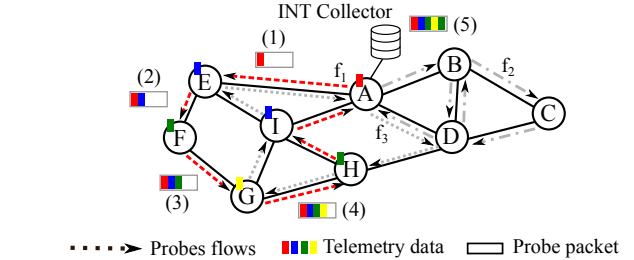 INT Collector
(5)
(1)
B
f2
E
f1
A
(2)
C
I
f3
F
D
H
G
(3)
(4)
Probes flows
Telemetry data
Probe packet